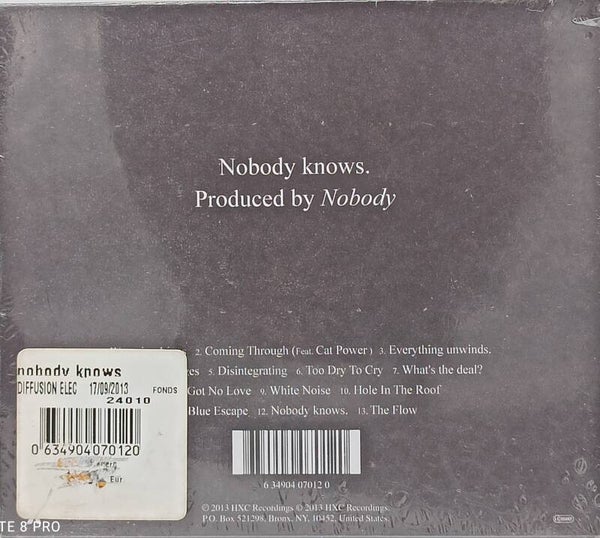 Nobody knows.
Produced by Nobody
2. Coming Through (Feat. Cat Power) 3. Everything unwinds.
5. Disintegrating 6. Too Dry To Cry 7. What's the deal?
Got No Love 9. White Noise 10. Hole In The Roof
Blue Escape 12. Nobody knows. 13. The Flow
nobody knows
DIFFUSION ELEC 17/09/2013 FONDS
24010
0 634904 070120
Eur
6 34904 07012 0
℗ 2013 HXC Recordings © 2013 HXC Recordings.
P.O. Box 521298, Bronx, NY, 10452, United States.
TE 8 PRO